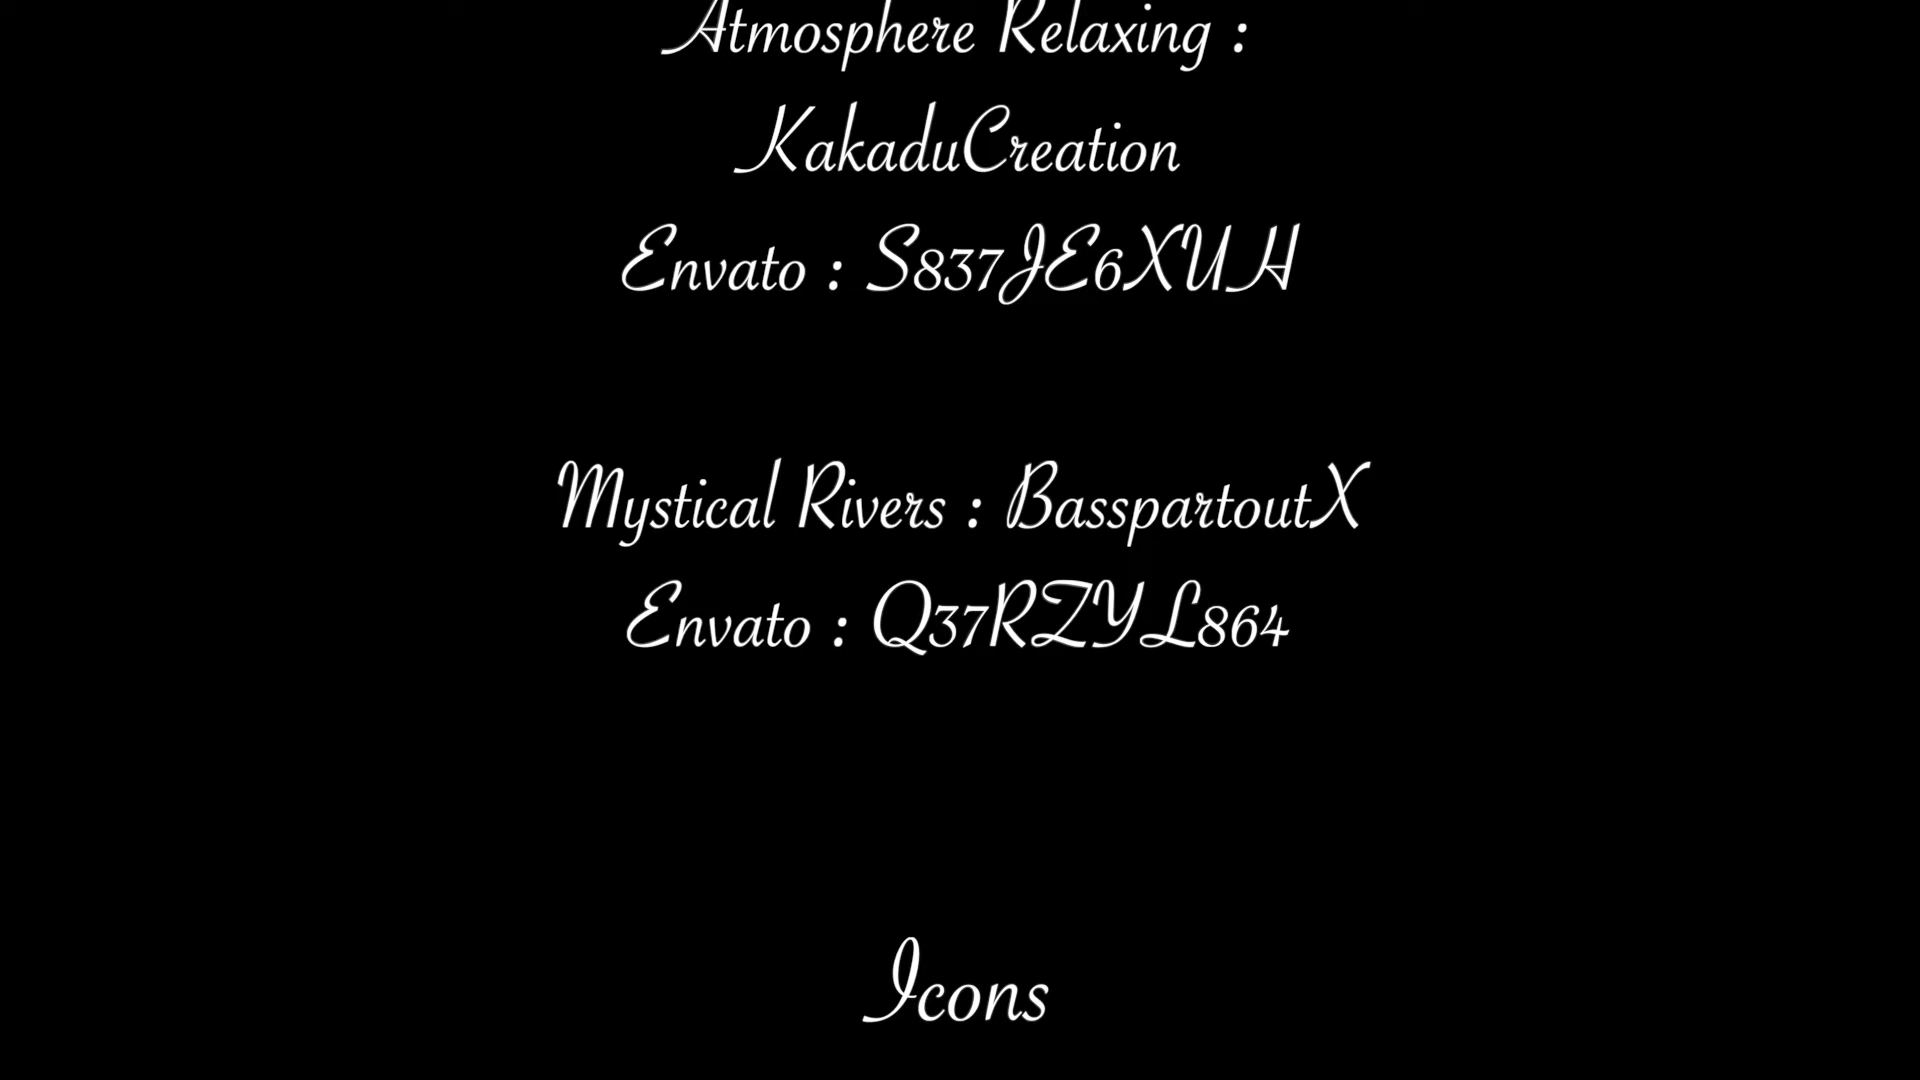 Atmosphere Relaxing :
KakaduCreation
Envato : S837JE6XUH
Mystical Rivers : BasspartoutX
Envato : Q37RZYL864
Icons